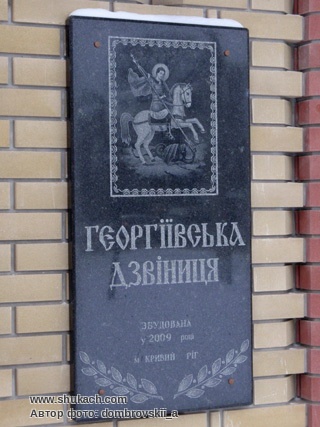 ГЕОРГІЇВСЬКА
ДЗВІНИЦЯ
ЗБУДОВАНА
у 2009 році
м КРИВИЙ РІГ
www.shukach.com
Автор фото: dombrovskii_a